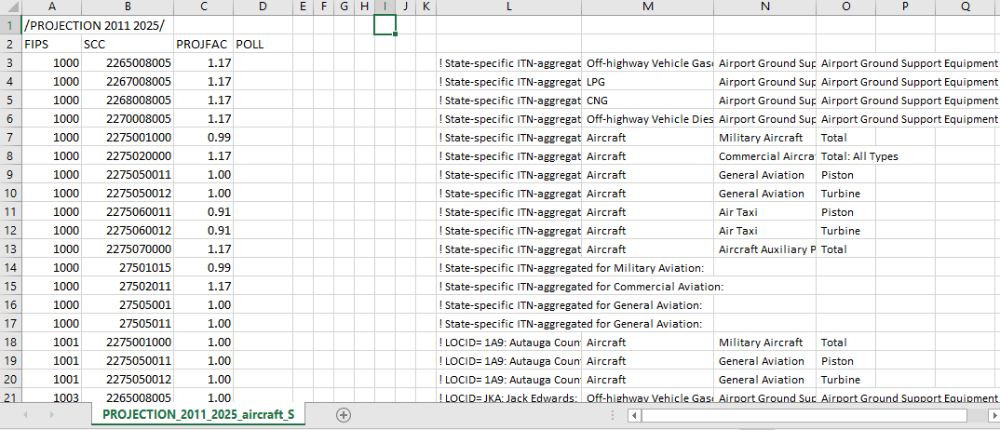 A B C D E F G H I J K L M N O P Q
1 /PROJECTION 2011 2025/
2 FIPS SCC PROJFAC POLL
3 1000 2265008005 1.17 ! State-specific ITN-aggregat Off-highway Vehicle Gas Airport Ground Sup Airport Ground Support Equipment
4 1000 2267008005 1.17 ! State-specific ITN-aggregat LPG Airport Ground Sup Airport Ground Support Equipment
5 1000 2268008005 1.17 ! State-specific ITN-aggregat CNG Airport Ground Sup Airport Ground Support Equipment
6 1000 2270008005 1.17 ! State-specific ITN-aggregat Off-highway Vehicle Dies Airport Ground Sup Airport Ground Support Equipment
7 1000 2275001000 0.99 ! State-specific ITN-aggregat Aircraft Military Aircraft Total
8 1000 2275020000 1.17 ! State-specific ITN-aggregat Aircraft Commercial Aircra Total: All Types
9 1000 2275050011 1.00 ! State-specific ITN-aggregat Aircraft General Aviation Piston
10 1000 2275050012 1.00 ! State-specific ITN-aggregat Aircraft General Aviation Turbine
11 1000 2275060011 0.91 ! State-specific ITN-aggregat Aircraft Air Taxi Piston
12 1000 2275060012 0.91 ! State-specific ITN-aggregat Aircraft Air Taxi Turbine
13 1000 2275070000 1.17 ! State-specific ITN-aggregat Aircraft Aircraft Auxiliary P Total
14 1000 27501015 0.99 ! State-specific ITN-aggregated for Military Aviation:
15 1000 27502011 1.17 ! State-specific ITN-aggregated for Commercial Aviation:
16 1000 27505001 1.00 ! State-specific ITN-aggregated for General Aviation:
17 1000 27505011 1.00 ! State-specific ITN-aggregated for General Aviation:
18 1001 2275001000 1.00 ! LOCID= 1A9: Autauga Coun Aircraft Military Aircraft Total
19 1001 2275050011 1.00 ! LOCID= 1A9: Autauga Coun Aircraft General Aviation Piston
20 1001 2275050012 1.00 ! LOCID= 1A9: Autauga Coun Aircraft General Aviation Turbine
21 1003 2265008005 1.00 ! LOCID= JKA: Jack Edwards: Off-highway Vehicle Gas Airport Ground Sup Airport Ground Support Equipment
PROJECTION_2011_2025_aircraft_S